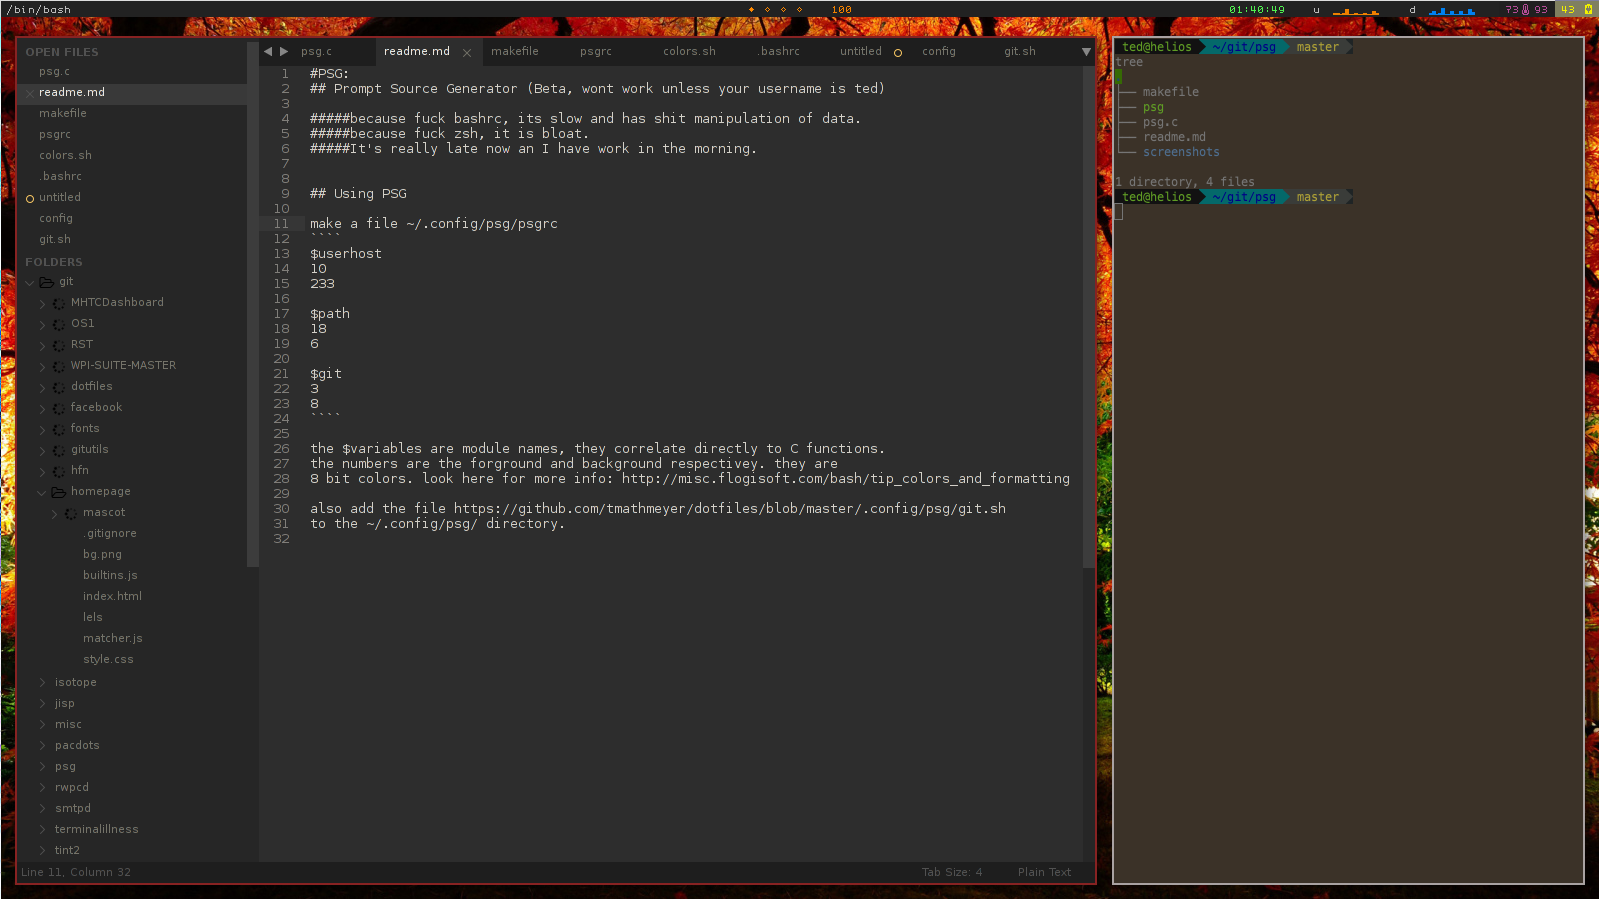 /bin/bash
100
01:40:49
u
d
73 93
43
OPEN FILES
psg.c
readme.md
makefile
psgrc
colors.sh
.bashrc
untitled
config
git.sh
FOLDERS
git
MHTCDashboard
OS1
RST
WPI-SUITE-MASTER
dotfiles
facebook
fonts
gitutils
hfn
homepage
mascot
.gitignore
bg.png
builtins.js
index.html
lels
matcher.js
style.css
isotope
jisp
misc
pacdots
psg
rwpcd
smtpd
terminalillness
tint2
psg.c readme.md makefile psgrc colors.sh .bashrc untitled config git.sh
1 #PSG:
2 ## Prompt Source Generator (Beta, wont work unless your username is ted)
3
4 #####because fuck bashrc, its slow and has shit manipulation of data.
5 #####because fuck zsh, it is bloat.
6 #####It's really late now an I have work in the morning.
7
8
9 ## Using PSG
10
11 make a file ~/.config/psg/psgrc
12 ````
13 $userhost
14 10
15 233
16
17 $path
18 18
19 6
20
21 $git
22 3
23 8
24 ````
25
26 the $variables are module names, they correlate directly to C functions.
27 the numbers are the forground and background respectivey. they are
28 8 bit colors. look here for more info: http://misc.flogisoft.com/bash/tip_colors_and_formatting
29
30 also add the file https://github.com/tmathmeyer/dotfiles/blob/master/.config/psg/git.sh
31 to the ~/.config/psg/ directory.
32
Line 11, Column 32
Tab Size: 4
Plain Text
ted@helios ~/git/psg master
tree
.
├── makefile
├── psg
├── psg.c
├── readme.md
└── screenshots
1 directory, 4 files
ted@helios ~/git/psg master